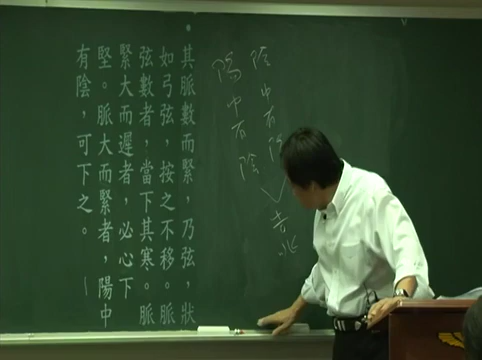 陰中有
陽中有陰
其脈數而緊，乃弦，狀
如弓弦，按之不移。脈
弦數者，當下其寒。脈
緊大而遲者，必心下
堅。脈大而緊者，陽中
有陰，可下之。